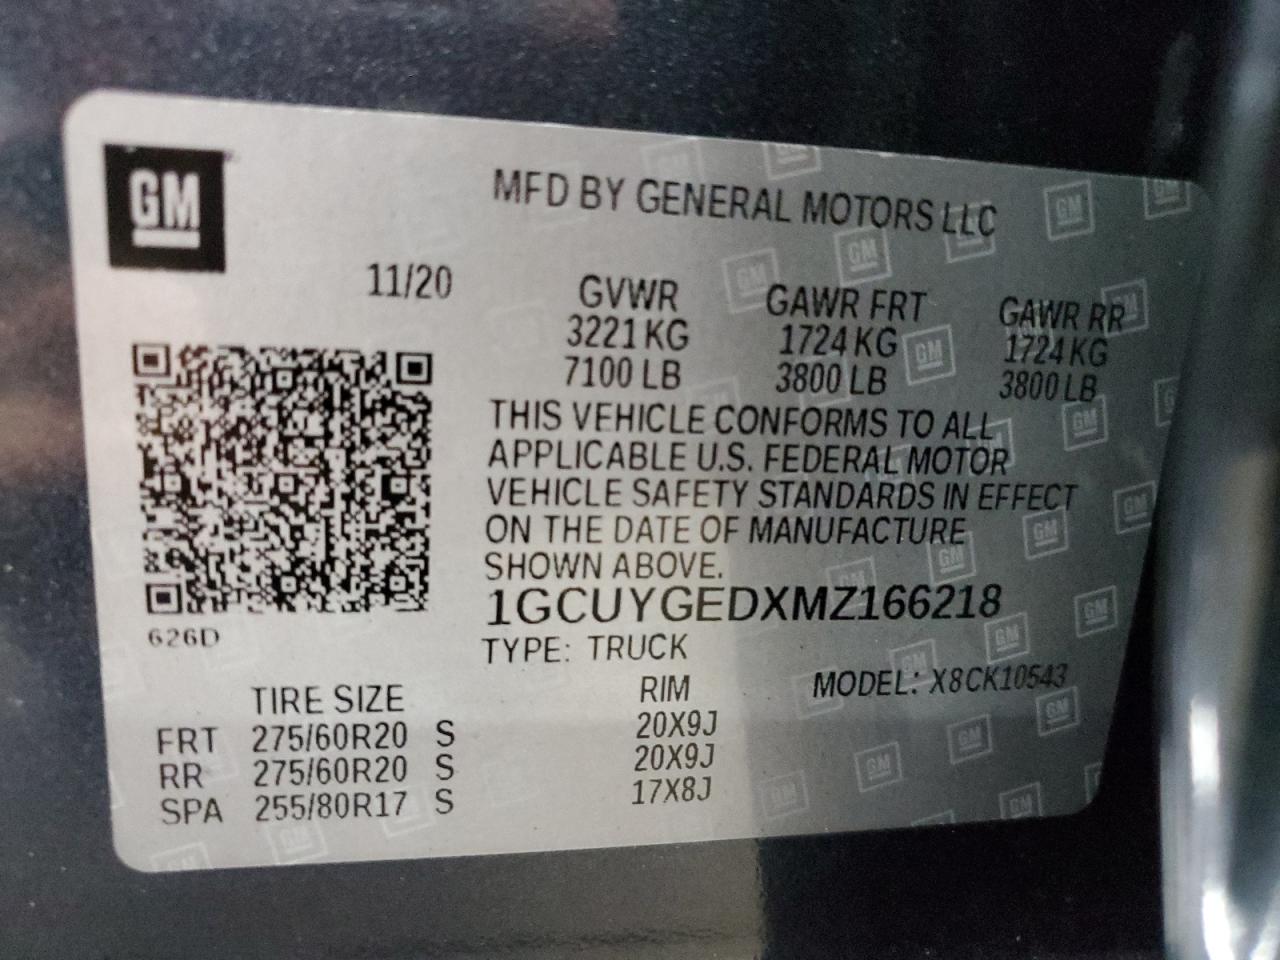 GM
MFD BY GENERAL MOTORS LLC
11/20
GVWR GAWR FRT GAWR RR
3221 KG 1724 KG 1724 KG
7100 LB 3800 LB 3800 LB
THIS VEHICLE CONFORMS TO ALL
APPLICABLE U.S. FEDERAL MOTOR
VEHICLE SAFETY STANDARDS IN EFFECT
ON THE DATE OF MANUFACTURE
SHOWN ABOVE.
1GCUYGEDXMZ166218
626D
TYPE: TRUCK
MODEL: X8CK10543
TIRE SIZE RIM
FRT 275/60R20 S 20X9J
RR 275/60R20 S 20X9J
SPA 255/80R17 S 17X8J